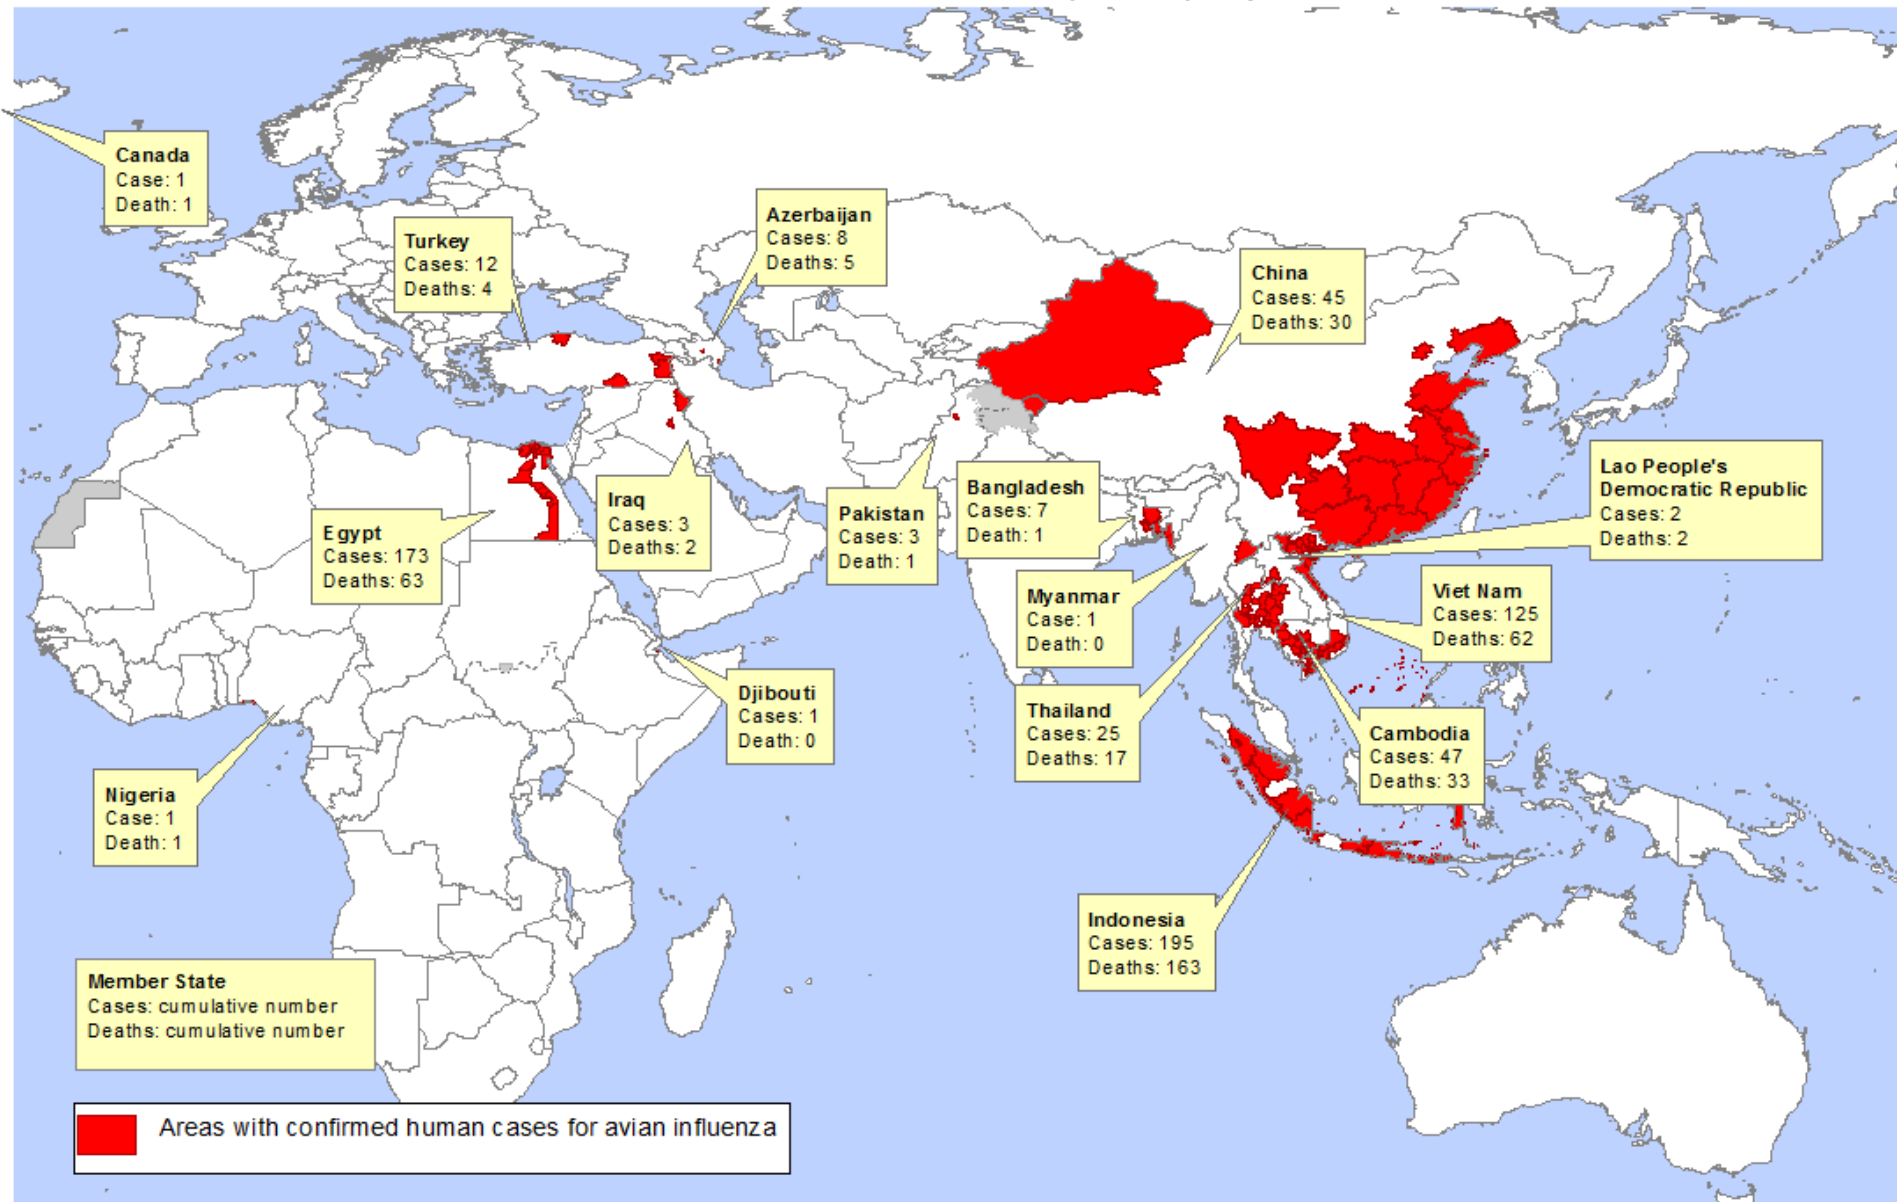 Canada
Case: 1
Death: 1
Turkey
Cases: 12
Deaths: 4
Azerbaijan
Cases: 8
Deaths: 5
China
Cases: 45
Deaths: 30
Egypt
Cases: 173
Deaths: 63
Iraq
Cases: 3
Deaths: 2
Pakistan
Cases: 3
Death: 1
Bangladesh
Cases: 7
Death: 1
Lao People's
Democratic Republic
Cases: 2
Deaths: 2
Myanmar
Case: 1
Death: 0
Viet Nam
Cases: 125
Deaths: 62
Djibouti
Cases: 1
Death: 0
Thailand
Cases: 25
Deaths: 17
Cambodia
Cases: 47
Deaths: 33
Nigeria
Case: 1
Death: 1
Indonesia
Cases: 195
Deaths: 163
Member State
Cases: cumulative number
Deaths: cumulative number
Areas with confirmed human cases for avian influenza